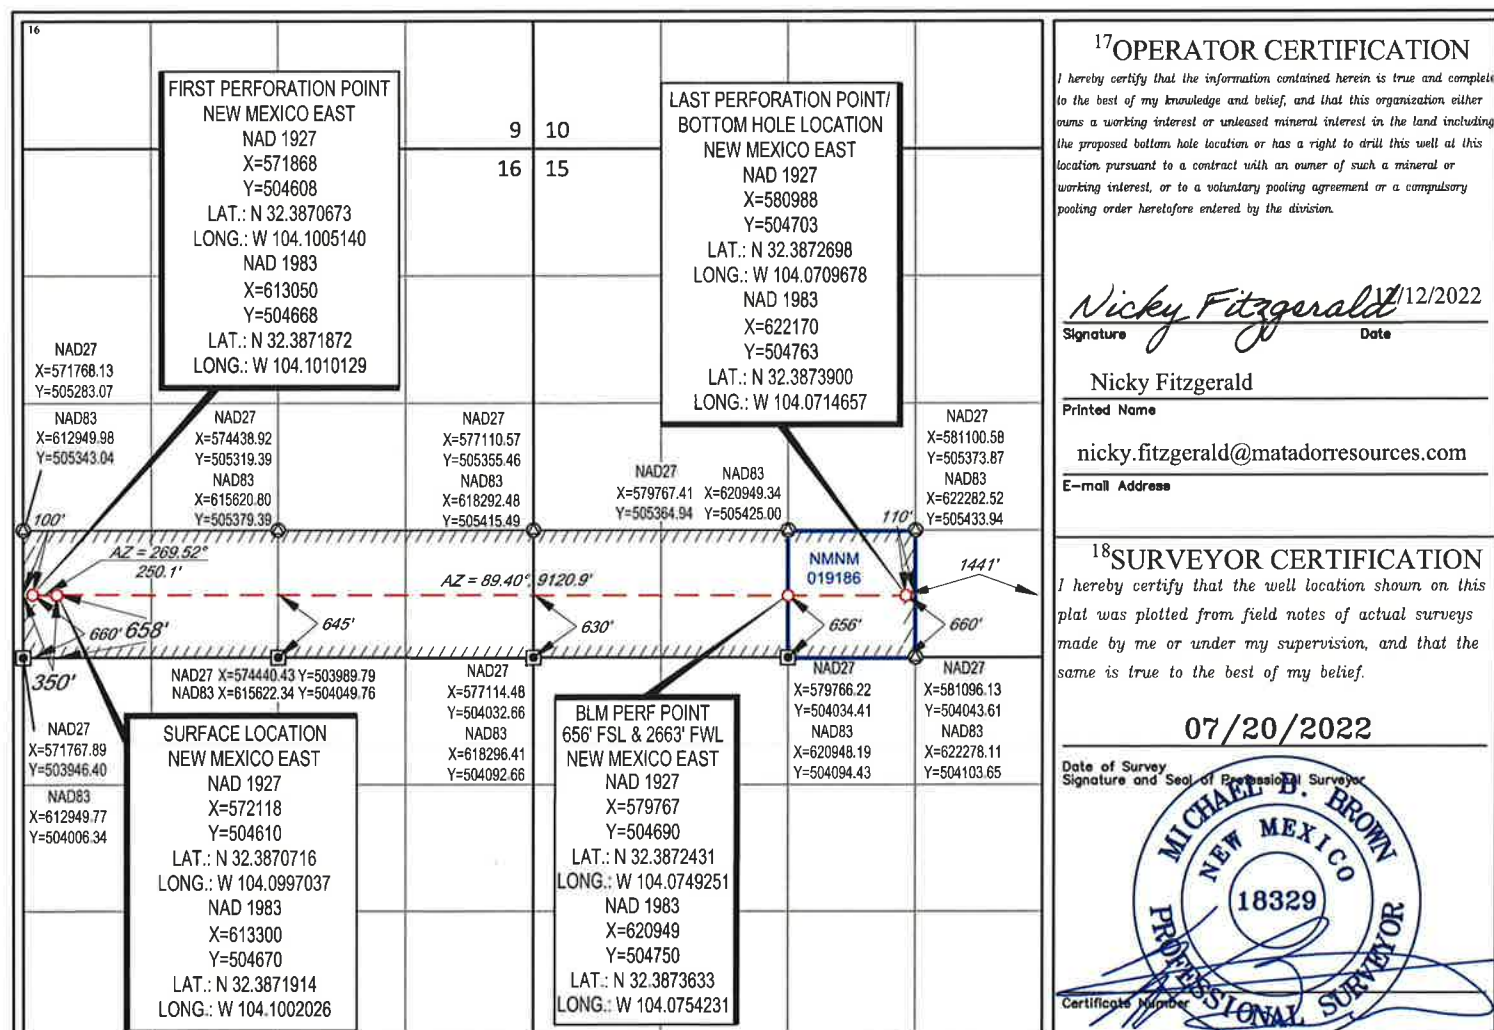 16
FIRST PERFORATION POINT
NEW MEXICO EAST
NAD 1927
X=571868
Y=504608
LAT.: N 32.3870673
LONG.: W 104.1005140
NAD 1983
X=613050
Y=504668
LAT.: N 32.3871872
LONG.: W 104.1010129
9 10
16 15
LAST PERFORATION POINT/
BOTTOM HOLE LOCATION
NEW MEXICO EAST
NAD 1927
X=580988
Y=504703
LAT.: N 32.3872698
LONG.: W 104.0709678
NAD 1983
X=622170
Y=504763
LAT.: N 32.3873900
LONG.: W 104.0714657
NAD27
X=571768.13
Y=505283.07
NAD83
X=612949.98
Y=505343.04
NAD27
X=574438.92
Y=505319.39
NAD83
X=615620.80
Y=505379.39
NAD27
X=577110.57
Y=505355.46
NAD83
X=618292.48
Y=505415.49
NAD27
X=579767.41
Y=505364.94
NAD83
X=620949.34
Y=505425.00
NAD27
X=581100.58
Y=505373.87
NAD83
X=622282.52
Y=505433.94
100'
110'
AZ = 269.52°
250.1'
AZ = 89.40°, 9120.9'
NMNM
019186
1441'
660' 658'
645'
630'
656'
660'
350'
NAD27 X=574440.43 Y=503989.79
NAD83 X=615622.34 Y=504049.76
NAD27
X=577114.48
Y=504032.66
NAD83
X=618296.41
Y=504092.66
NAD27
X=579766.22
Y=504034.41
NAD83
X=620948.19
Y=504094.43
NAD27
X=581096.13
Y=504043.61
NAD83
X=622278.11
Y=504103.65
NAD27
X=571767.89
Y=503946.40
NAD83
X=612949.77
Y=504006.34
SURFACE LOCATION
NEW MEXICO EAST
NAD 1927
X=572118
Y=504610
LAT.: N 32.3870716
LONG.: W 104.0997037
NAD 1983
X=613300
Y=504670
LAT.: N 32.3871914
LONG.: W 104.1002026
BLM PERF POINT
656' FSL & 2663' FWL
NEW MEXICO EAST
NAD 1927
X=579767
Y=504690
LAT.: N 32.3872431
LONG.: W 104.0749251
NAD 1983
X=620949
Y=504750
LAT.: N 32.3873633
LONG.: W 104.0754231
17OPERATOR CERTIFICATION
I hereby certify that the information contained herein is true and complete
to the best of my knowledge and belief, and that this organization either
owns a working interest or unleased mineral interest in the land including
the proposed bottom hole location or has a right to drill this well at this
location pursuant to a contract with an owner of such a mineral or
working interest, or to a voluntary pooling agreement or a compulsory
pooling order heretofore entered by the division.
Nicky Fitzgerald 12/12/2022
Signature Date
Nicky Fitzgerald
Printed Name
nicky.fitzgerald@matadorresources.com
E-mail Address
18SURVEYOR CERTIFICATION
I hereby certify that the well location shown on this
plat was plotted from field notes of actual surveys
made by me or under my supervision, and that the
same is true to the best of my belief.
07/20/2022
Date of Survey
Signature and Seal of Professional Surveyor
MICHAEL B. BROWN
NEW MEXICO
18329
PROFESSIONAL SURVEYOR
Certificate Number